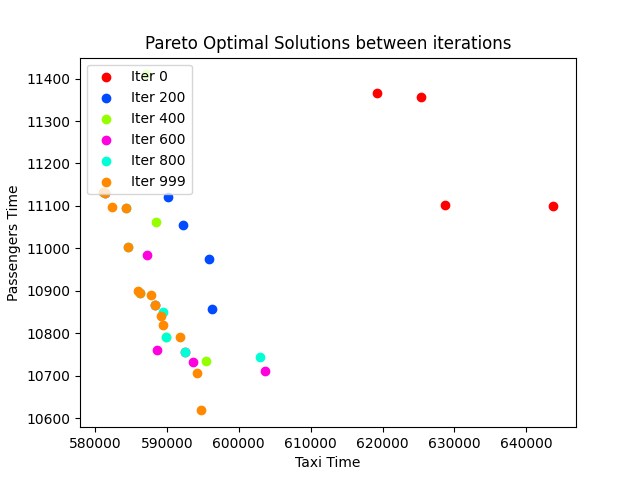 Pareto Optimal Solutions between iterations
Iter 0
Iter 200
Iter 400
Iter 600
Iter 800
Iter 999
11400
11300
11200
11100
11000
10900
10800
10700
10600
Passengers Time
580000 590000 600000 610000 620000 630000 640000
Taxi Time